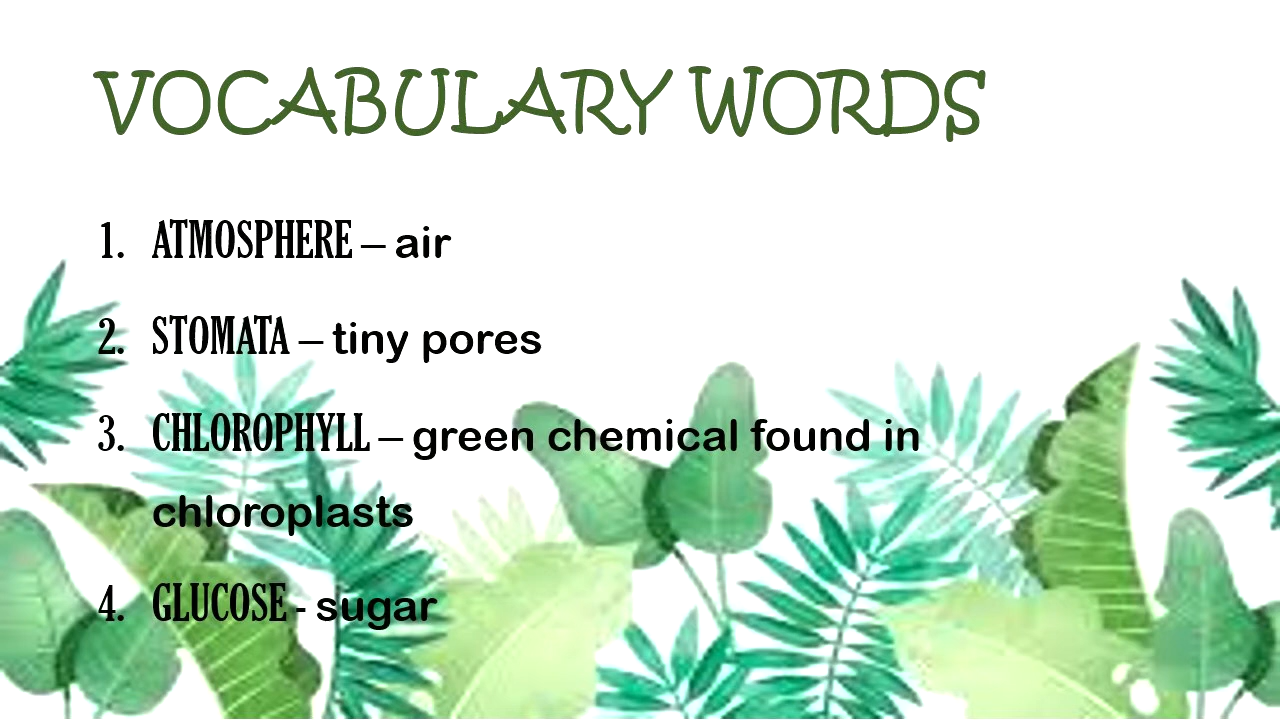 VOCABULARY WORDS
1. ATMOSPHERE – air
2. STOMATA – tiny pores
3. CHLOROPHYLL – green chemical found in
chloroplasts
4. GLUCOSE - sugar